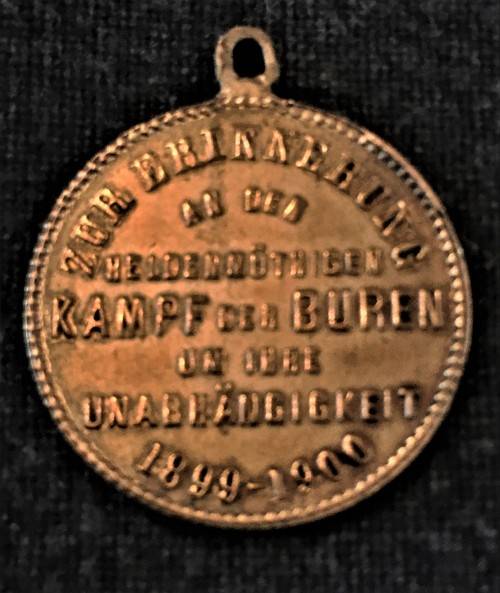 ZUR ERINNERUNG
AN DEN
HELDENMÜTHIGEN
KAMPF DER BUREN
UM IHRE
UNABHÄNGIGKEIT
1899-1900